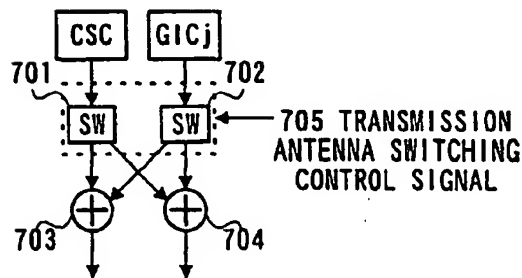 CSC GICj
701 702
SW SW
705 TRANSMISSION
ANTENNA SWITCHING
CONTROL SIGNAL
703 704